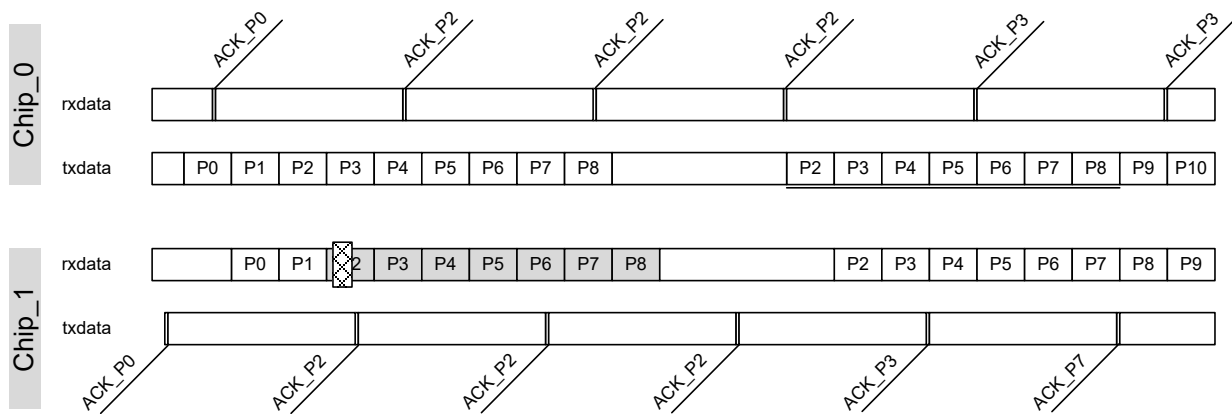 ACK_P0 ACK_P2 ACK_P2 ACK_P2 ACK_P3 ACK_P3
Chip_0
rxdata
txdata P0 P1 P2 P3 P4 P5 P6 P7 P8 P2 P3 P4 P5 P6 P7 P8 P9 P10
Chip_1
rxdata P0 P1 2 P3 P4 P5 P6 P7 P8 P2 P3 P4 P5 P6 P7 P8 P9
txdata
ACK_P0 ACK_P2 ACK_P2 ACK_P2 ACK_P3 ACK_P7